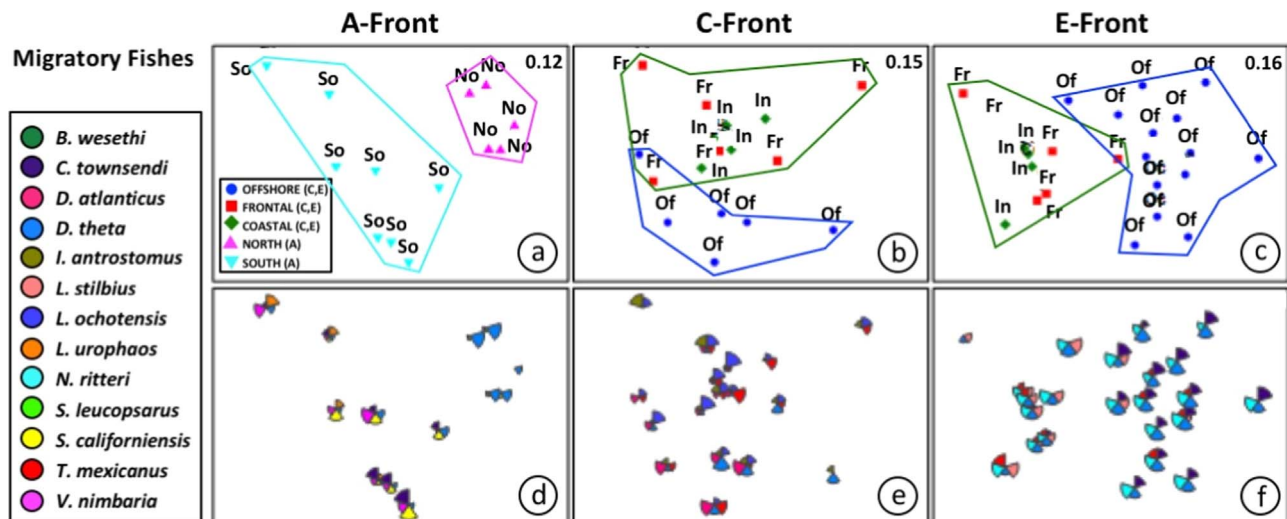 A-Front
C-Front
E-Front
Migratory Fishes
B. wesethi
C. townsendi
D. atlanticus
D. theta
I. antrostomus
L. stilbius
L. ochotensis
L. urophaos
N. ritteri
S. leucopsarus
S. californiensis
T. mexicanus
V. nimbaria
0.12
So
So
So
So
So
So
So
So
No
No
No
No
No
OFFSHORE (C,E)
FRONTAL (C,E)
COASTAL (C,E)
NORTH (A)
SOUTH (A)
a
0.15
Fr
Fr
Fr
In
In
In
In
Fr
Fr
Of
Fr
In
Of
Of
Of
Of
Of
b
0.16
Fr
Fr
In
Fr
In
Fr
In
Fr
Of
Of
Of
Of
Of
Of
Of
Of
Of
Of
Of
Of
Of
c
d
e
f